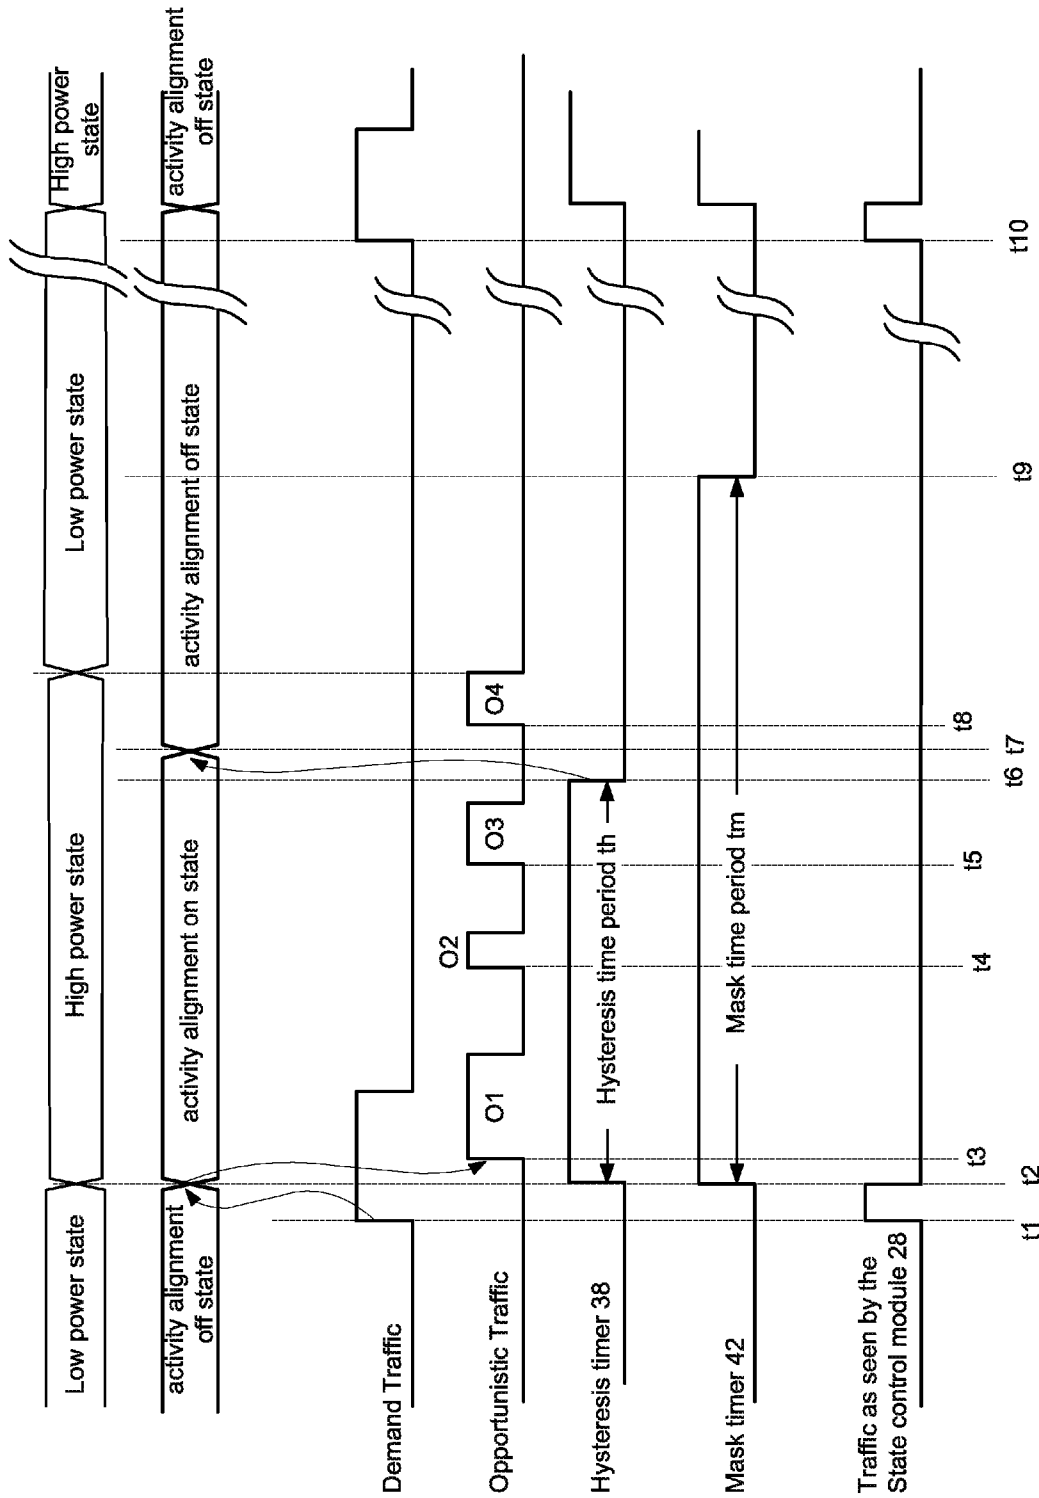 Low power state
High power state
Low power state
High power
state
activity alignment
off state
activity alignment on state
activity alignment off state
activity alignment
off state
Demand Traffic
Opportunistic Traffic
O1
O2
O3
O4
Hysteresis timer 38
Hysteresis time period th
Mask timer 42
Mask time period tm
Traffic as seen by the
State control module 28
t1
t2
t3
t4
t5
t6
t7
t8
t9
t10